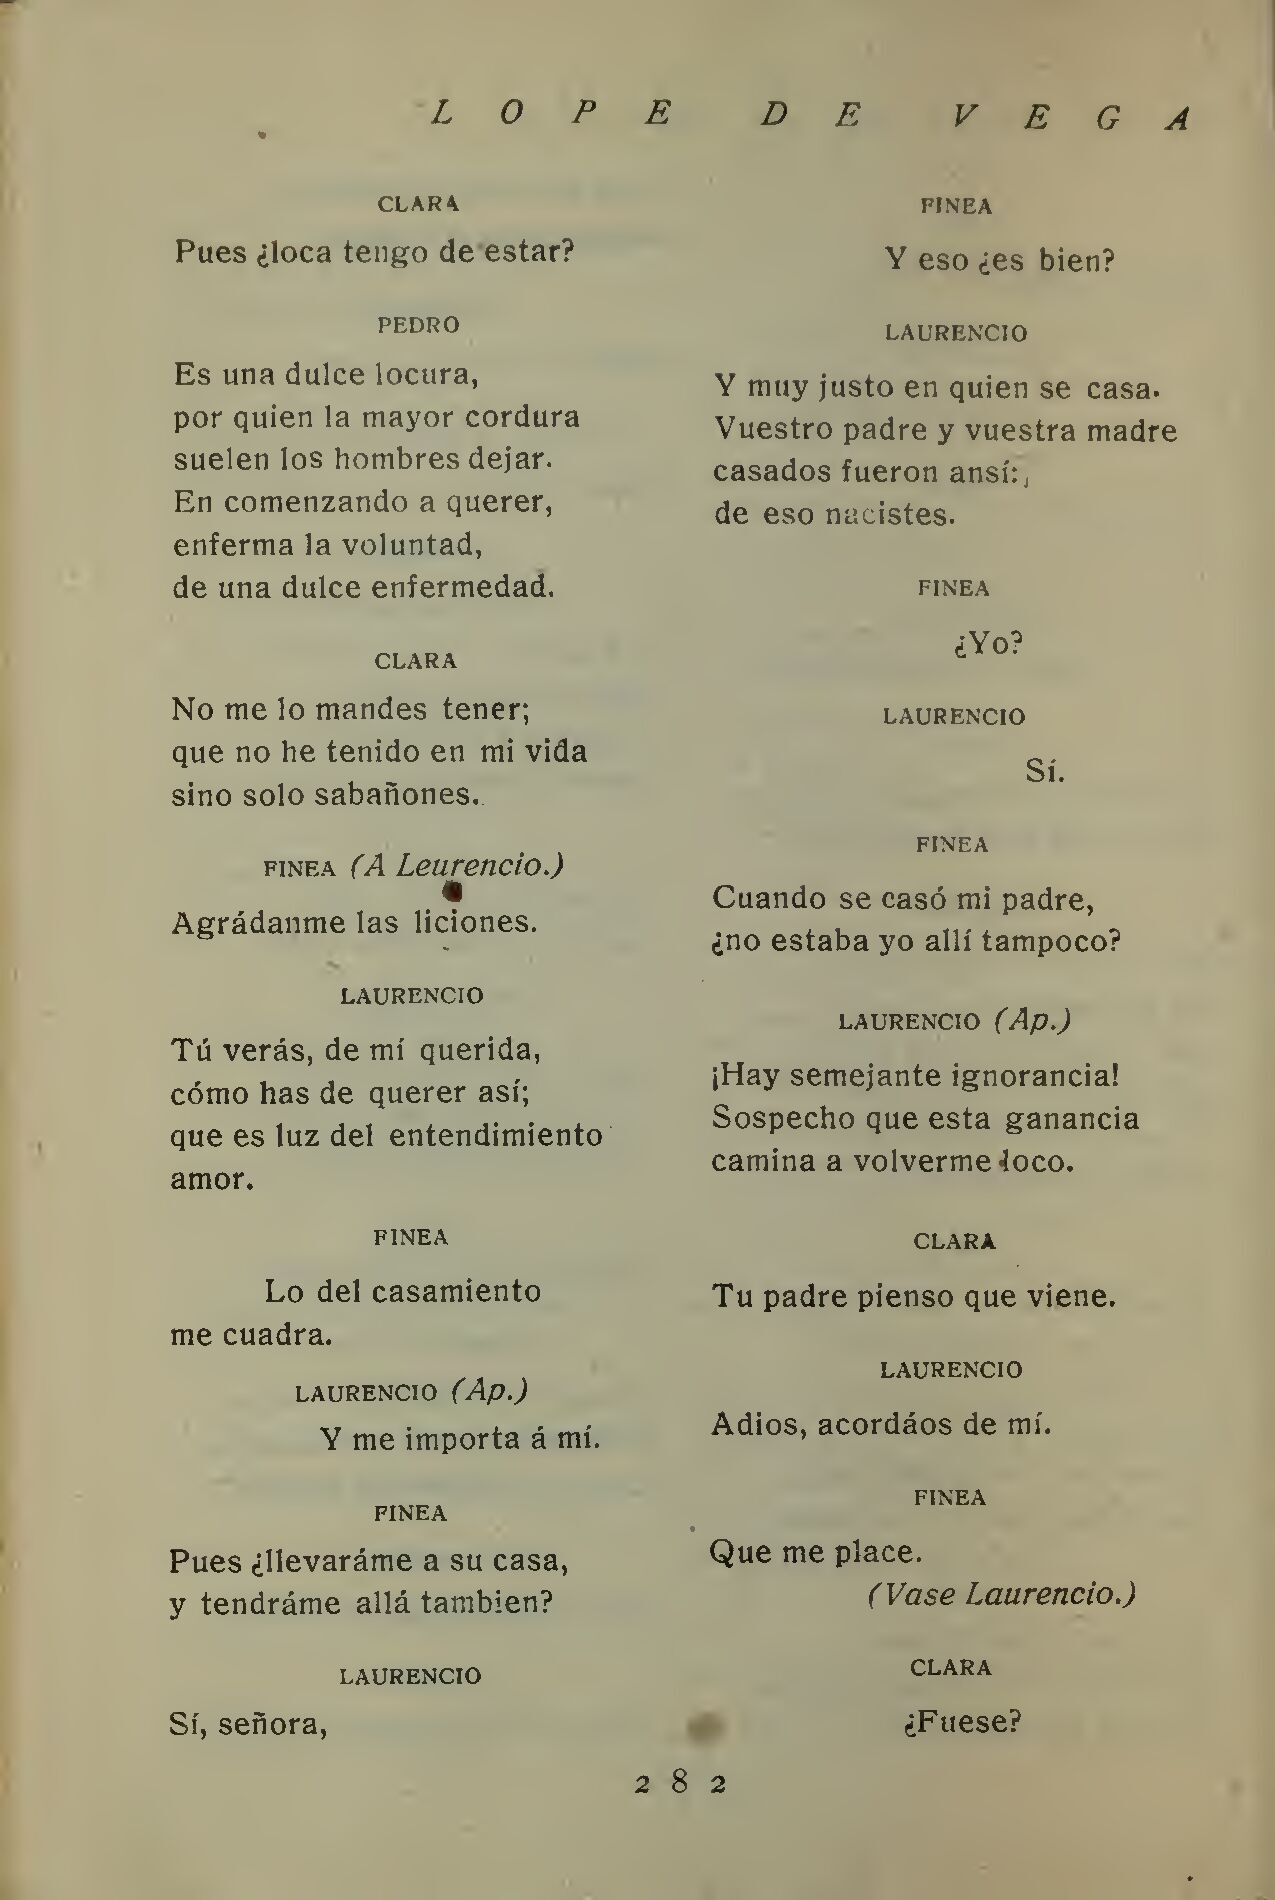 LOPE DE VEGA
CLARA
Pues ¿loca tengo de estar?
PEDRO
Es una dulce locura,
por quien la mayor cordura
suelen los hombres dejar.
En comenzando a querer,
enferma la voluntad,
de una dulce enfermedad.
CLARA
No me lo mandes tener;
que no he tenido en mi vida
sino solo sabañones.
FINEA (A Leurencio.)
Agrádanme las liciones.
LAURENCIO
Tú verás, de mí querida,
cómo has de querer así;
que es luz del entendimiento
amor.
FINEA
Lo del casamiento
me cuadra.
LAURENCIO (Ap.)
Y me importa á mí.
FINEA
Pues ¿llevaráme a su casa,
y tendráme allá tambien?
LAURENCIO
Sí, señora,
FINEA
Y eso ¿es bien?
LAURENCIO
Y muy justo en quien se casa.
Vuestro padre y vuestra madre
casados fueron ansí:,
de eso nacistes.
FINEA
¿Yo?
LAURENCIO
Sí.
FINEA
Cuando se casó mi padre,
¿no estaba yo allí tampoco?
LAURENCIO (Ap.)
¡Hay semejante ignorancia!
Sospecho que esta ganancia
camina a volverme loco.
CLARA
Tu padre pienso que viene.
LAURENCIO
Adios, acordáos de mí.
FINEA
Que me place.
(Vase Laurencio.)
CLARA
¿Fuese?
282